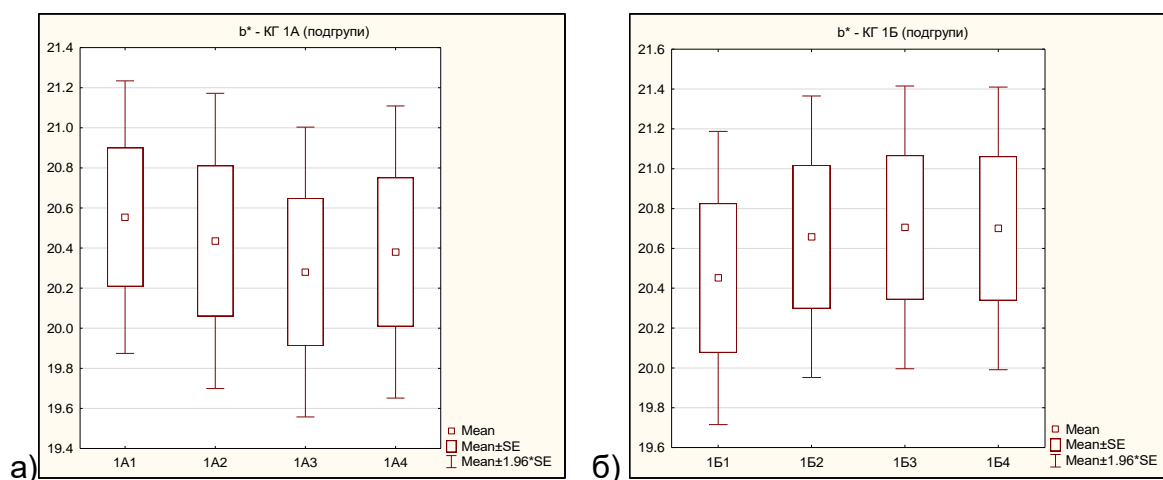 b* - КГ 1А (подгрупи)
21.4
21.2
21.0
20.8
20.6
20.4
20.2
20.0
19.8
19.6
19.4
1А1 1А2 1А3 1А4
Mean
Mean±SE
Mean±1.96*SE
а)
b* - КГ 1Б (подгрупи)
21.6
21.4
21.2
21.0
20.8
20.6
20.4
20.2
20.0
19.8
19.6
1Б1 1Б2 1Б3 1Б4
Mean
Mean±SE
Mean±1.96*SE
б)